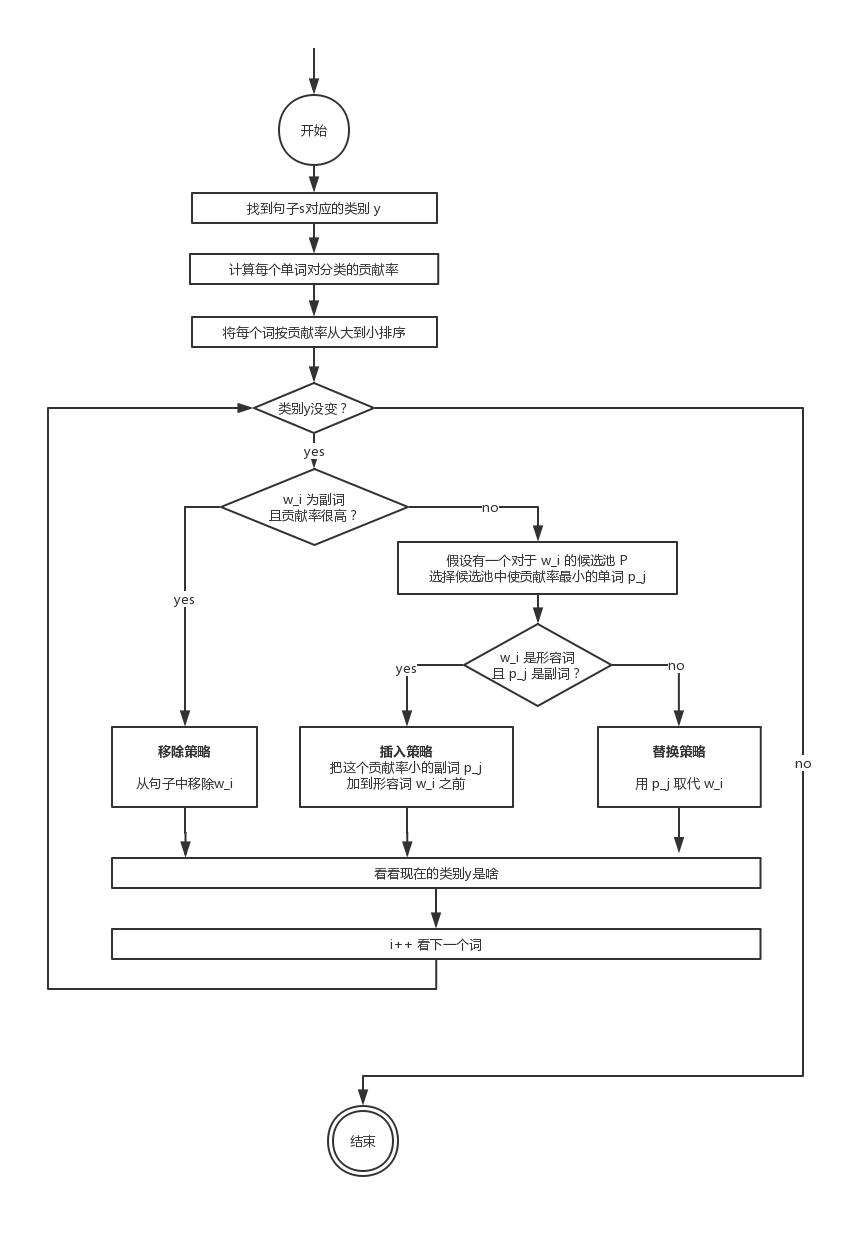 开始
找到句子s对应的类别 y
计算每个单词对分类的贡献率
将每个词按贡献率从大到小排序
类别y没变？
yes
w_i 为副词
且贡献率很高？
no
假设有一个对于 w_i 的候选池 P
选择候选池中使贡献率最小的单词 p_j
yes
w_i 是形容词
且 p_j 是副词？
yes
no
移除策略
从句子中移除w_i
插入策略
把这个贡献率小的副词 p_j
加到形容词 w_i 之前
替换策略
用 p_j 取代 w_i
no
看看现在的类别y是啥
i++ 看下一个词
结束